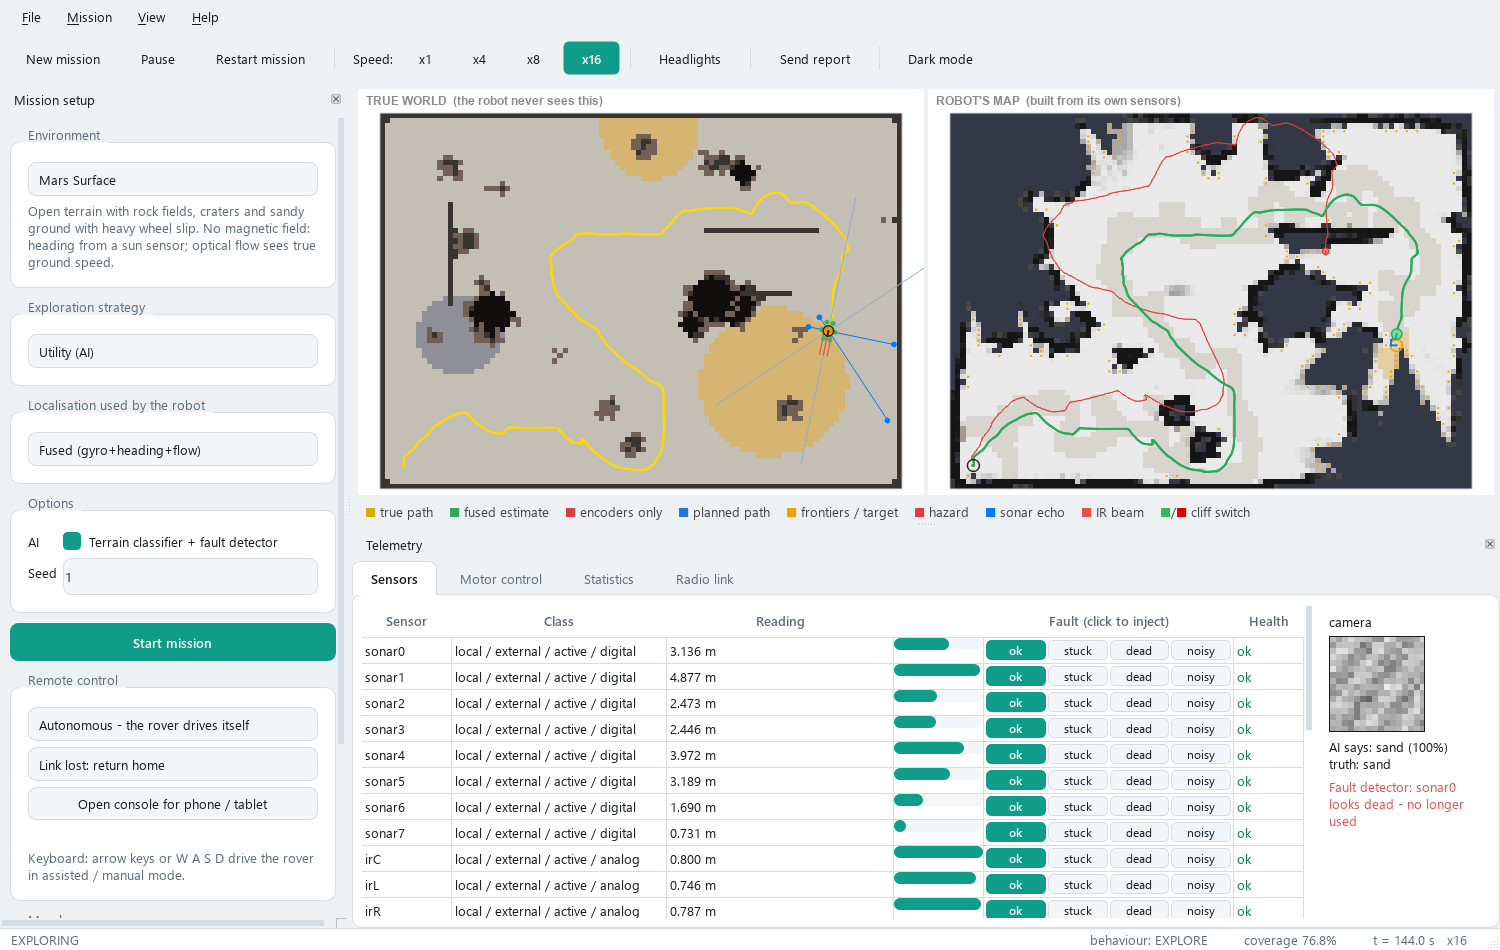 File Mission View Help
New mission Pause Restart mission Speed: x1 x4 x8 x16 Headlights Send report Dark mode
Mission setup
Environment
Mars Surface
Open terrain with rock fields, craters and sandy
ground with heavy wheel slip. No magnetic field:
heading from a sun sensor; optical flow sees true
ground speed.
Exploration strategy
Utility (AI)
Localisation used by the robot
Fused (gyro+heading+flow)
Options
AI Terrain classifier + fault detector
Seed 1
Start mission
Remote control
Autonomous - the rover drives itself
Link lost: return home
Open console for phone / tablet
Keyboard: arrow keys or W A S D drive the rover
in assisted / manual mode.
TRUE WORLD (the robot never sees this)
ROBOT'S MAP (built from its own sensors)
true path fused estimate encoders only planned path frontiers / target hazard sonar echo IR beam / cliff switch
Telemetry
Sensors Motor control Statistics Radio link
Sensor Class Reading Fault (click to inject) Health
sonar0 local / external / active / digital 3.136 m ok stuck dead noisy ok
sonar1 local / external / active / digital 4.877 m ok stuck dead noisy ok
sonar2 local / external / active / digital 2.473 m ok stuck dead noisy ok
sonar3 local / external / active / digital 2.446 m ok stuck dead noisy ok
sonar4 local / external / active / digital 3.972 m ok stuck dead noisy ok
sonar5 local / external / active / digital 3.189 m ok stuck dead noisy ok
sonar6 local / external / active / digital 1.690 m ok stuck dead noisy ok
sonar7 local / external / active / digital 0.731 m ok stuck dead noisy ok
irC local / external / active / analog 0.800 m ok stuck dead noisy ok
irL local / external / active / analog 0.746 m ok stuck dead noisy ok
irR local / external / active / analog 0.787 m ok stuck dead noisy ok
camera
AI says: sand (100%)
truth: sand
Fault detector: sonar0
looks dead - no longer
used
EXPLORING behaviour: EXPLORE coverage 76.8% t = 144.0 s x16